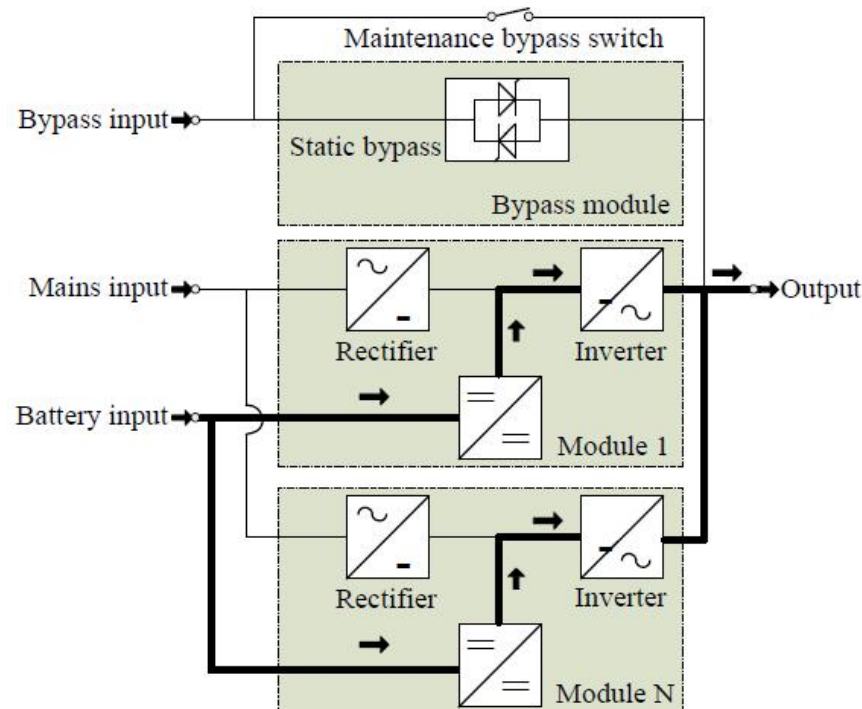 Maintenance bypass switch
Bypass input
Static bypass
Bypass module
Mains input
Output
Rectifier
Inverter
Battery input
Module 1
Rectifier
Inverter
Module N